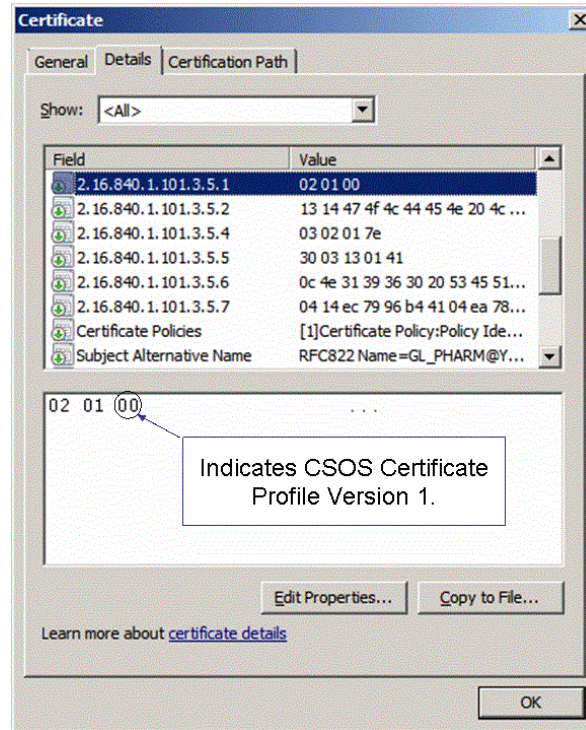 Certificate
General Details Certification Path
Show: <All>
Field Value
2.16.840.1.101.3.5.1 02 01 00
2.16.840.1.101.3.5.2 13 14 47 4f 4c 44 45 4e 20 4c ...
2.16.840.1.101.3.5.4 03 02 01 7e
2.16.840.1.101.3.5.5 30 03 13 01 41
2.16.840.1.101.3.5.6 0c 4e 31 39 36 30 20 53 45 51...
2.16.840.1.101.3.5.7 04 14 ec 79 96 b4 41 04 ea 78...
Certificate Policies [1]Certificate Policy:Policy Ide...
Subject Alternative Name RFC822 Name=GL_PHARM@Y...
02 01 00 ...
Indicates CSOS Certificate
Profile Version 1.
Edit Properties... Copy to File...
Learn more about certificate details
OK